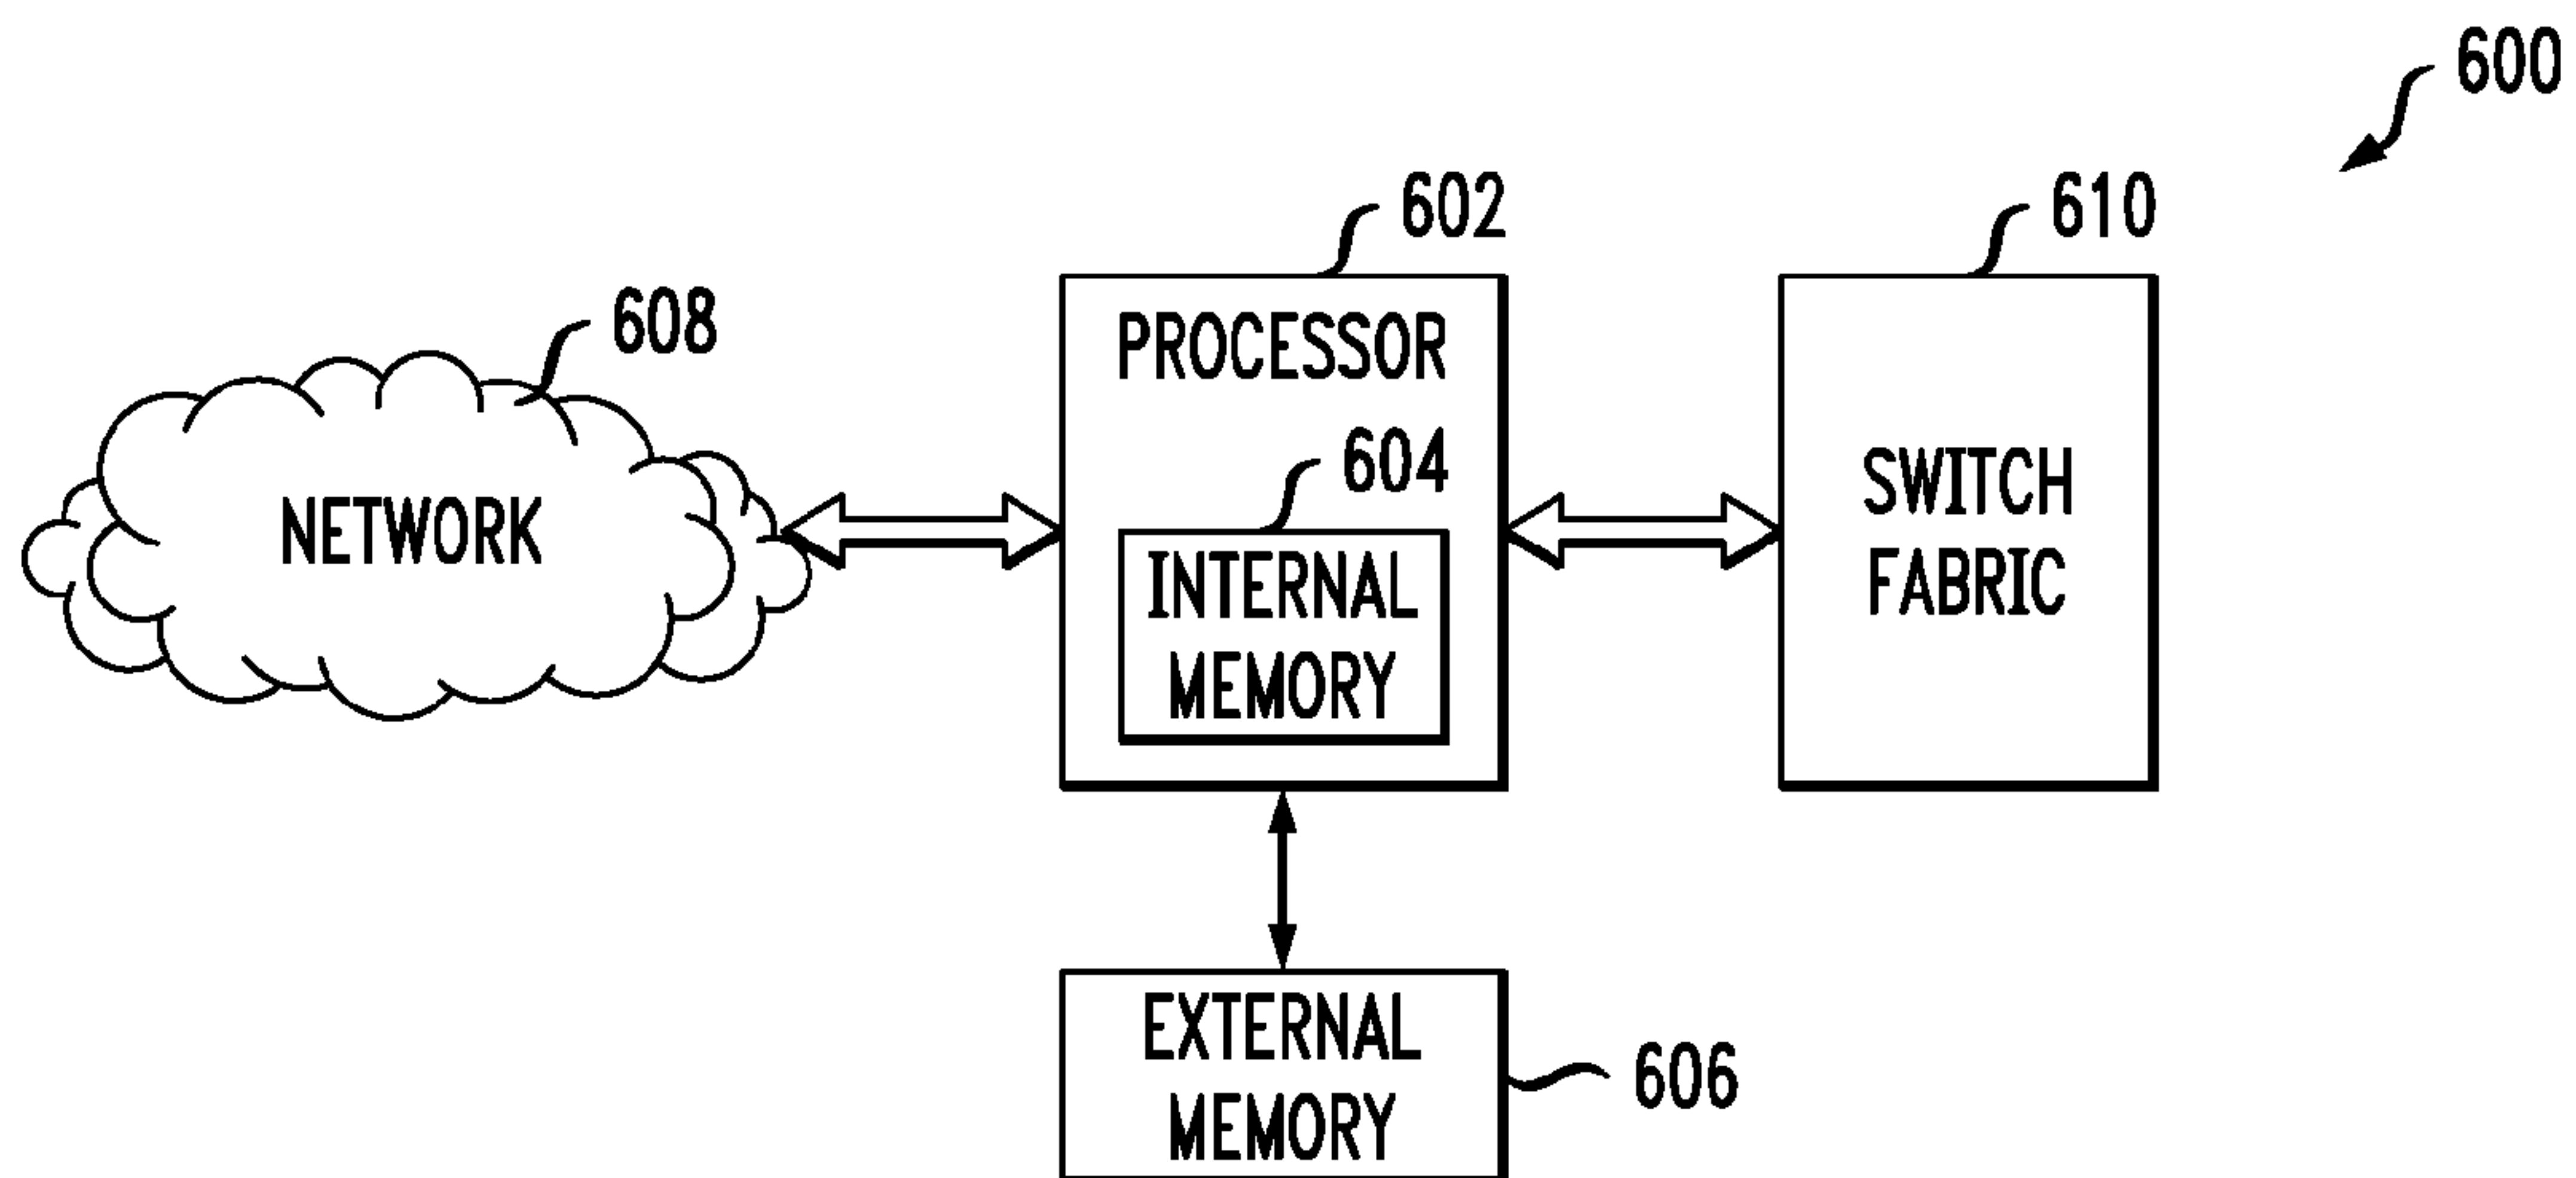 600
602
610
608
PROCESSOR
604
NETWORK
SWITCH
FABRIC
INTERNAL
MEMORY
EXTERNAL
MEMORY
606